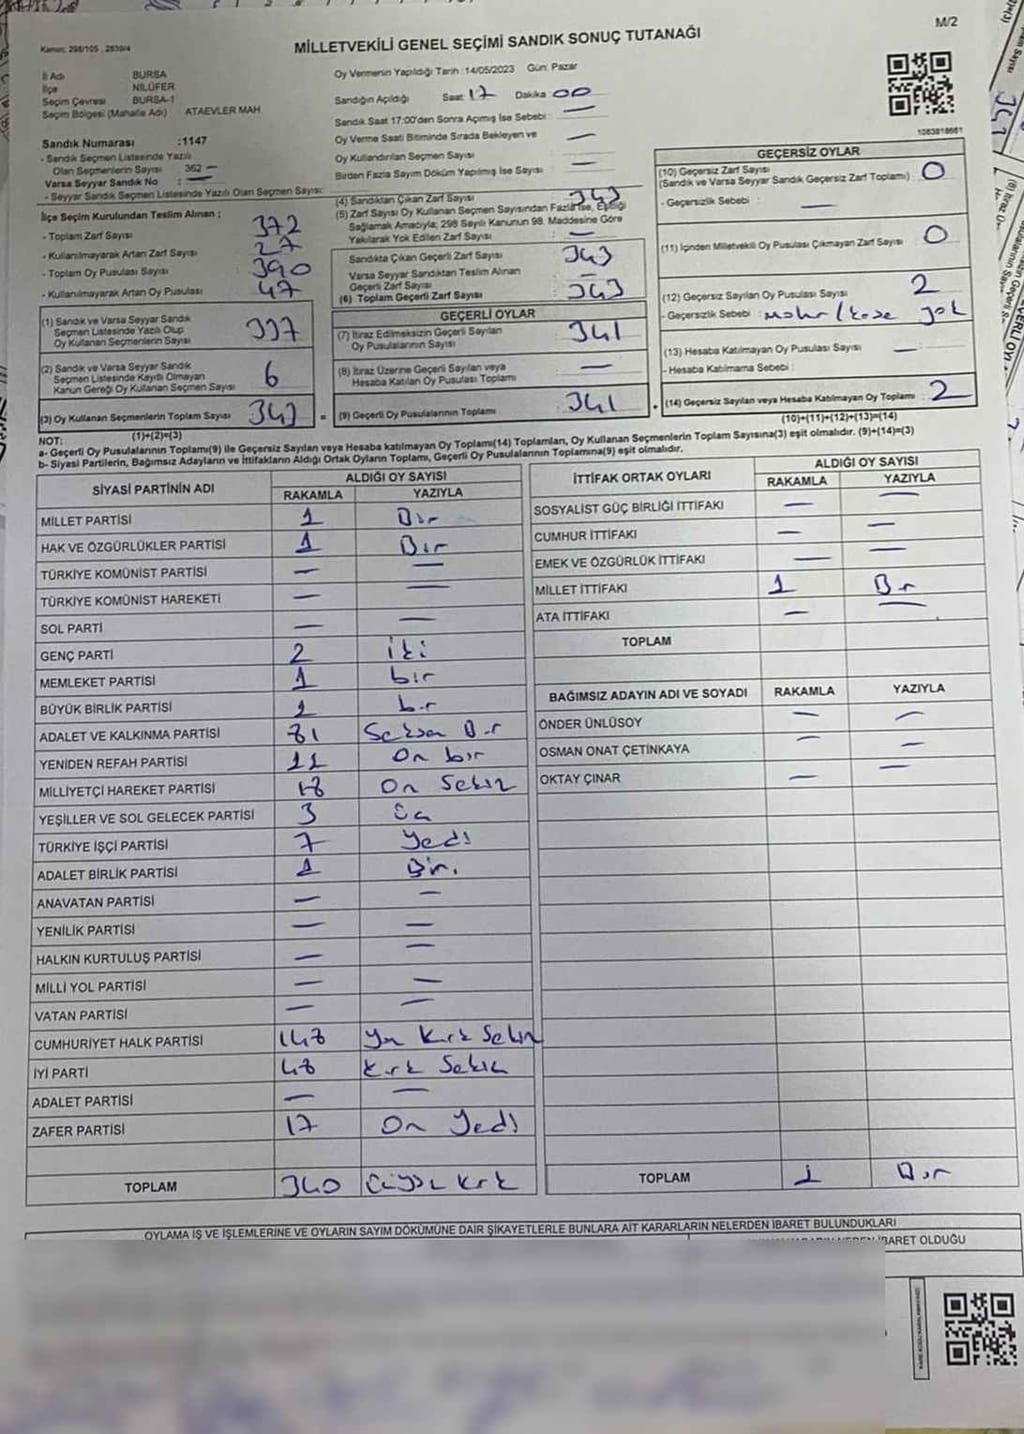 M/2
Kanun: 298/105, 2839/4
MİLLETVEKİLİ GENEL SEÇİMİ SANDIK SONUÇ TUTANAĞI
İl Adı BURSA
İlçe NİLÜFER
Seçim Çevresi BURSA-1
Seçim Bölgesi (Mahalle Adı) ATAEVLER MAH
Sandık Numarası :1147
- Sandık Seçmen Listesinde Yazılı
Olan Seçmenlerin Sayısı 362 —
Varsa Seyyar Sandık No : —
- Seyyar Sandık Seçmen Listesinde Yazılı Olan Seçmen Sayısı:
Oy Vermenin Yapıldığı Tarih :14/05/2023 Gün: Pazar
Sandığın Açıldığı Saat 17 Dakika 00
Sandık Saat 17:00'den Sonra Açımış İse Sebebi : —
Oy Verme Saati Bitiminde Sırada Bekleyen ve —
Oy Kullandırılan Seçmen Sayısı
Birden Fazla Sayım Döküm Yapılmış İse Sayısı : —
1083818661
İlçe Seçim Kurulundan Teslim Alınan ;
- Toplam Zarf Sayısı : 372
- Kullanılmayarak Artan Zarf Sayısı : 27
- Toplam Oy Pusulası Sayısı : 390
- Kullanılmayarak Artan Oy Pusulası : 47
(1) Sandık ve Varsa Seyyar Sandık
Seçmen Listesinde Yazılı Olup
Oy Kullanan Seçmenlerin Sayısı 337
(2) Sandık ve Varsa Seyyar Sandık
Seçmen Listesinde Kayıtlı Olmayan
Kanun Gereği Oy Kullanan Seçmen Sayısı 6
(3) Oy Kullanan Seçmenlerin Toplam Sayısı 343 =
(1)+(2)=(3)
(4) Sandıktan Çıkan Zarf Sayısı 343
(5) Zarf Sayısı Oy Kullanan Seçmen Sayısından Fazla ise, Eşitliği
Sağlamak Amacıyla; 298 Sayılı Kanunun 98. Maddesine Göre
Yakılarak Yok Edilen Zarf Sayısı : —
Sandıkta Çıkan Geçerli Zarf Sayısı : 343
Varsa Seyyar Sandıktan Teslim Alınan
Geçerli Zarf Sayısı : —
(6) Toplam Geçerli Zarf Sayısı : 343
GEÇERLİ OYLAR
(7) İtiraz Edilmeksizin Geçerli Sayılan
Oy Pusulalarının Sayısı : 341
(8) İtiraz Üzerine Geçerli Sayılan veya
Hesaba Katılan Oy Pusulası Toplamı : —
(9) Geçerli Oy Pusulalarının Toplamı : 341
GEÇERSİZ OYLAR
(10) Geçersiz Zarf Sayısı
(Sandık ve Varsa Seyyar Sandık Geçersiz Zarf Toplamı) : 0
- Geçersizlik Sebebi : —
(11) İçinden Milletvekili Oy Pusulası Çıkmayan Zarf Sayısı : 0
(12) Geçersiz Sayılan Oy Pusulası Sayısı : 2
- Geçersizlik Sebebi : yok
(13) Hesaba Katılmayan Oy Pusulası Sayısı : —
- Hesaba Katılmama Sebebi :
(14) Geçersiz Sayılan veya Hesaba Katılmayan Oy Toplamı : 2
(10)+(11)+(12)+(13)=(14)
NOT:
a- Geçerli Oy Pusulalarının Toplamı(9) ile Geçersiz Sayılan veya Hesaba katılmayan Oy Toplamı(14) Toplamları, Oy Kullanan Seçmenlerin Toplam Sayısına(3) eşit olmalıdır. (9)+(14)=(3)
b- Siyasi Partilerin, Bağımsız Adayların ve İttifakların Aldığı Ortak Oyların Toplamı, Geçerli Oy Pusulalarının Toplamına(9) eşit olmalıdır.
SİYASİ PARTİNİN ADI ALDIĞI OY SAYISI
RAKAMLA YAZIYLA
MİLLET PARTİSİ 1 Bir
HAK VE ÖZGÜRLÜKLER PARTİSİ 1 Bir
TÜRKİYE KOMÜNİST PARTİSİ — —
TÜRKİYE KOMÜNİST HAREKETİ — —
SOL PARTİ — —
GENÇ PARTİ 2 iki
MEMLEKET PARTİSİ 1 bir
BÜYÜK BİRLİK PARTİSİ 1 bir
ADALET VE KALKINMA PARTİSİ 81 Seksen Bir
YENİDEN REFAH PARTİSİ 11 On bir
MİLLİYETÇİ HAREKET PARTİSİ 18 On Sekiz
YEŞİLLER VE SOL GELECEK PARTİSİ 3 Üç
TÜRKİYE İŞÇİ PARTİSİ 7 Yedi
ADALET BİRLİK PARTİSİ 1 Bir.
ANAVATAN PARTİSİ — —
YENİLİK PARTİSİ — —
HALKIN KURTULUŞ PARTİSİ — —
MİLLİ YOL PARTİSİ — —
VATAN PARTİSİ — —
CUMHURİYET HALK PARTİSİ 148 Yüz Kırk Sekiz
İYİ PARTİ 48 Kırk Sekiz
ADALET PARTİSİ — —
ZAFER PARTİSİ 17 On Yedi
TOPLAM 340 Üçyüz Kırk
İTTİFAK ORTAK OYLARI ALDIĞI OY SAYISI
RAKAMLA YAZIYLA
SOSYALİST GÜÇ BİRLİĞİ İTTİFAKI — —
CUMHUR İTTİFAKI — —
EMEK VE ÖZGÜRLÜK İTTİFAKI — —
MİLLET İTTİFAKI 1 Bir
ATA İTTİFAKI — —
TOPLAM
BAĞIMSIZ ADAYIN ADI VE SOYADI RAKAMLA YAZIYLA
ÖNDER ÜNLÜSOY — —
OSMAN ONAT ÇETİNKAYA — —
OKTAY ÇINAR — —
TOPLAM 1 Bir
OYLAMA İŞ VE İŞLEMLERİNE VE OYLARIN SAYIM DÖKÜMÜNE DAİR ŞİKAYETLERLE BUNLARA AİT KARARLARIN NELERDEN İBARET BULUNDUKLARI
İBARET OLDUĞU